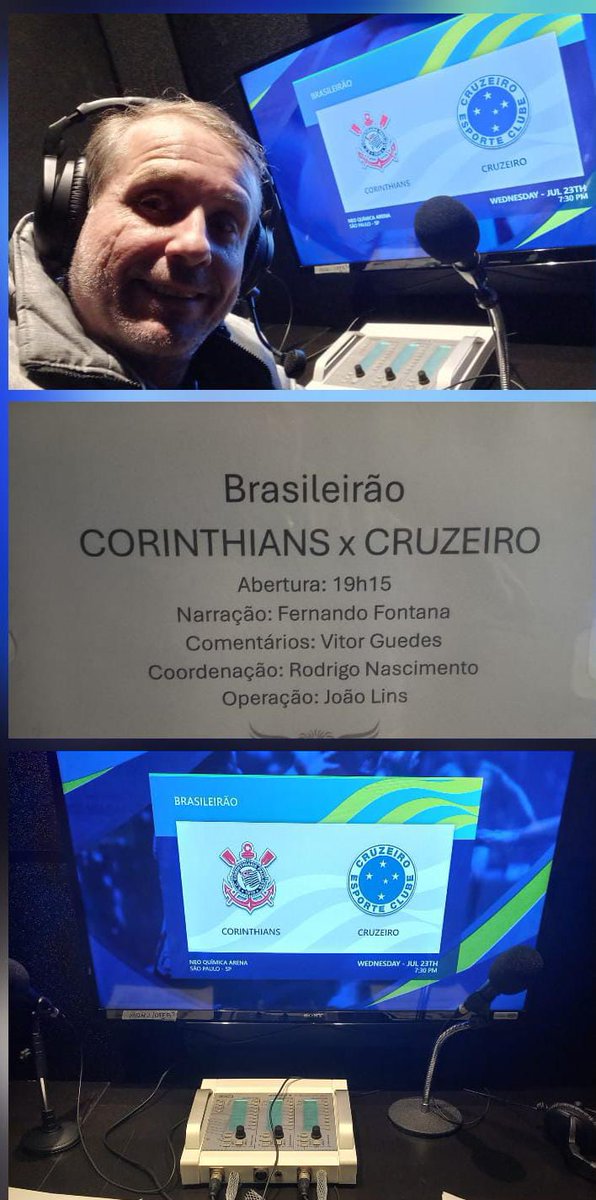 BRASILEIRÃO
CRUZEIRO
ESPORTE CLUBE
CORINTHIANS
CRUZEIRO
WEDNESDAY - JUL 23TH
7:30 PM
NEO QUÍMICA ARENA
SÃO PAULO - SP
Brasileirão
CORINTHIANS x CRUZEIRO
Abertura: 19h15
Narração: Fernando Fontana
Comentários: Vitor Guedes
Coordenação: Rodrigo Nascimento
Operação: João Lins
BRASILEIRÃO
CRUZEIRO
ESPORTE CLUBE
CORINTHIANS
CRUZEIRO
NEO QUÍMICA ARENA
SÃO PAULO - SP
WEDNESDAY - JUL 23TH
7:30 PM
SONY